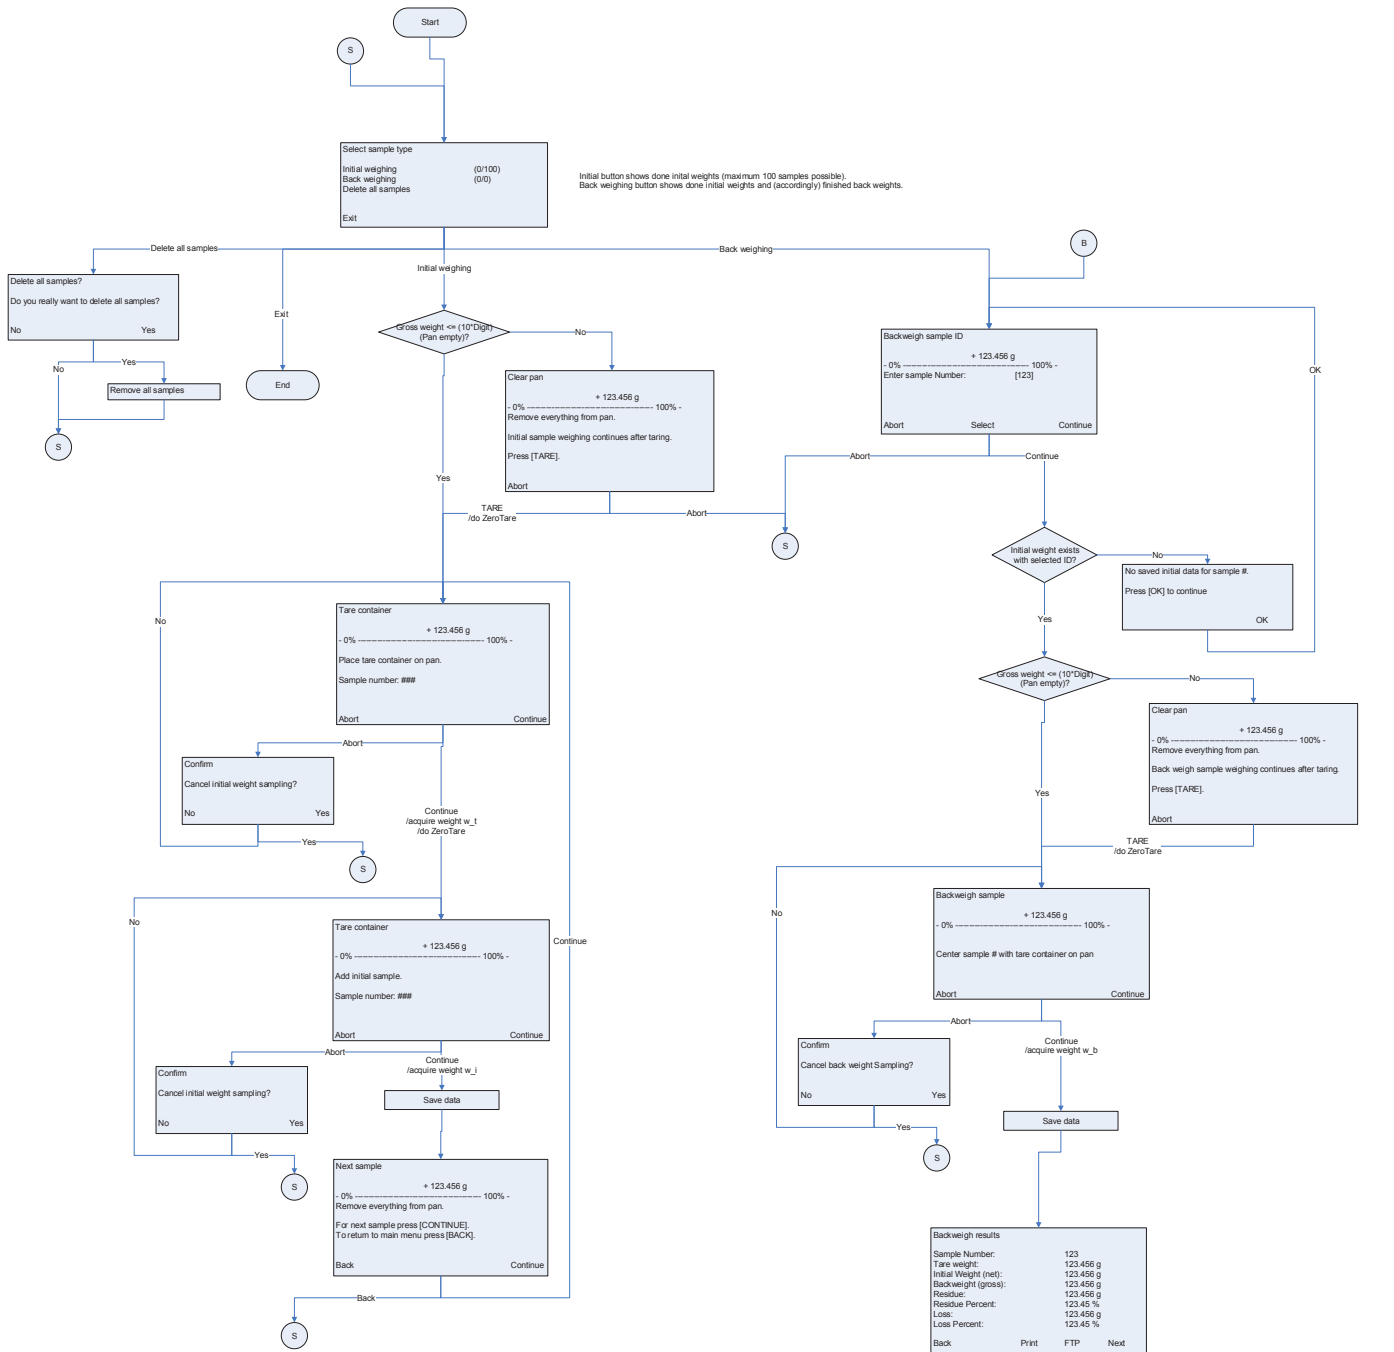 Start
S
Select sample type
Initial weighing (0/100)
Back weighing (0/0)
Delete all samples
Exit
Initial button shows done inital weights (maximum 100 samples possible).
Back weighing button shows done initial weights and (accordingly) finished back weights.
Delete all samples
Back weighing
B
Initial weighing
Exit
Delete all samples?
Do you really want to delete all samples?
No Yes
No
Yes
Remove all samples
S
End
Gross weight <= (10*Digit)
(Pan empty)?
No
Yes
Clear pan
+ 123.456 g
- 0% ---------------------------------------------- 100% -
Remove everything from pan.
Initial sample weighing continues after taring.
Press [TARE].
Abort
TARE
/do ZeroTare
Abort
S
Backweigh sample ID
+ 123.456 g
- 0% ---------------------------------------------- 100% -
Enter sample Number: [123]
Abort Select Continue
OK
Abort
Continue
Initial weight exists
with selected ID?
No
No saved initial data for sample #.
Press [OK] to continue
OK
Yes
Gross weight <= (10*Digit)
(Pan empty)?
No
Clear pan
+ 123.456 g
- 0% ---------------------------------------------- 100% -
Remove everything from pan.
Back weigh sample weighing continues after taring.
Press [TARE].
Abort
Yes
TARE
/do ZeroTare
Tare container
+ 123.456 g
- 0% ---------------------------------------------- 100% -
Place tare container on pan.
Sample number: ###
Abort Continue
No
Abort
Confirm
Cancel initial weight sampling?
No Yes
Yes
S
Continue
/acquire weight w_t
/do ZeroTare
No
Tare container
+ 123.456 g
- 0% ---------------------------------------------- 100% -
Add initial sample.
Sample number: ###
Abort Continue
Continue
Abort
Confirm
Cancel initial weight sampling?
No Yes
Yes
S
Continue
/acquire weight w_i
Save data
Next sample
+ 123.456 g
- 0% ---------------------------------------------- 100% -
Remove everything from pan.
For next sample press [CONTINUE].
To return to main menu press [BACK].
Back Continue
Back
S
No
Backweigh sample
+ 123.456 g
- 0% ---------------------------------------------- 100% -
Center sample # with tare container on pan
Abort Continue
Abort
Confirm
Cancel back weight Sampling?
No Yes
Yes
S
Continue
/acquire weight w_b
Save data
Backweigh results
Sample Number: 123
Tare weight: 123.456 g
Initial Weight (net): 123.456 g
Backweight (gross): 123.456 g
Residue: 123.456 g
Residue Percent: 123.45 %
Loss: 123.456 g
Loss Percent: 123.45 %
Back Print FTP Next